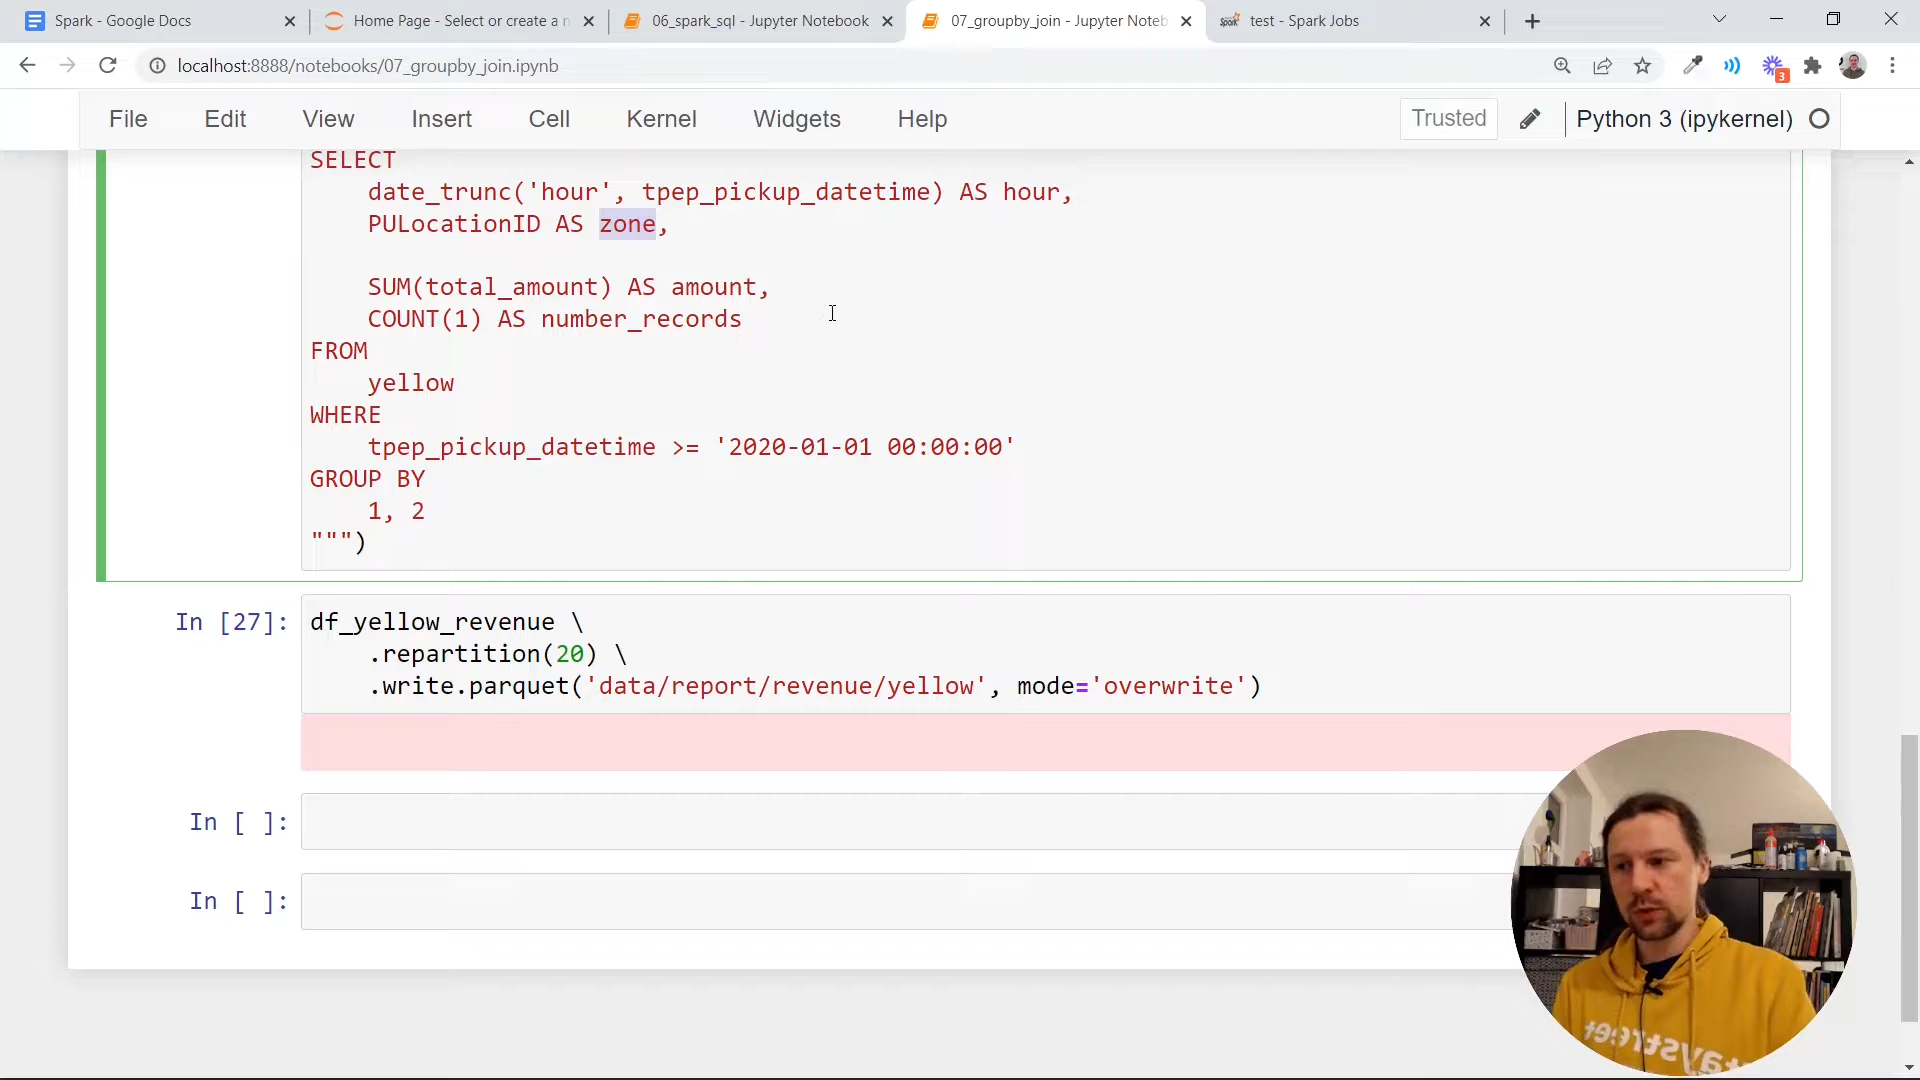 Spark - Google Docs
Home Page - Select or create a n
06_spark_sql - Jupyter Notebook
07_groupby_join - Jupyter Noteb
test - Spark Jobs
localhost:8888/notebooks/07_groupby_join.ipynb
3
File Edit View Insert Cell Kernel Widgets Help
Trusted
Python 3 (ipykernel)
SELECT
date_trunc('hour', tpep_pickup_datetime) AS hour,
PULocationID AS zone,
SUM(total_amount) AS amount,
COUNT(1) AS number_records
FROM
yellow
WHERE
tpep_pickup_datetime >= '2020-01-01 00:00:00'
GROUP BY
1, 2
""")
In [27]:
df_yellow_revenue \
.repartition(20) \
.write.parquet('data/report/revenue/yellow', mode='overwrite')
In [ ]:
In [ ]: